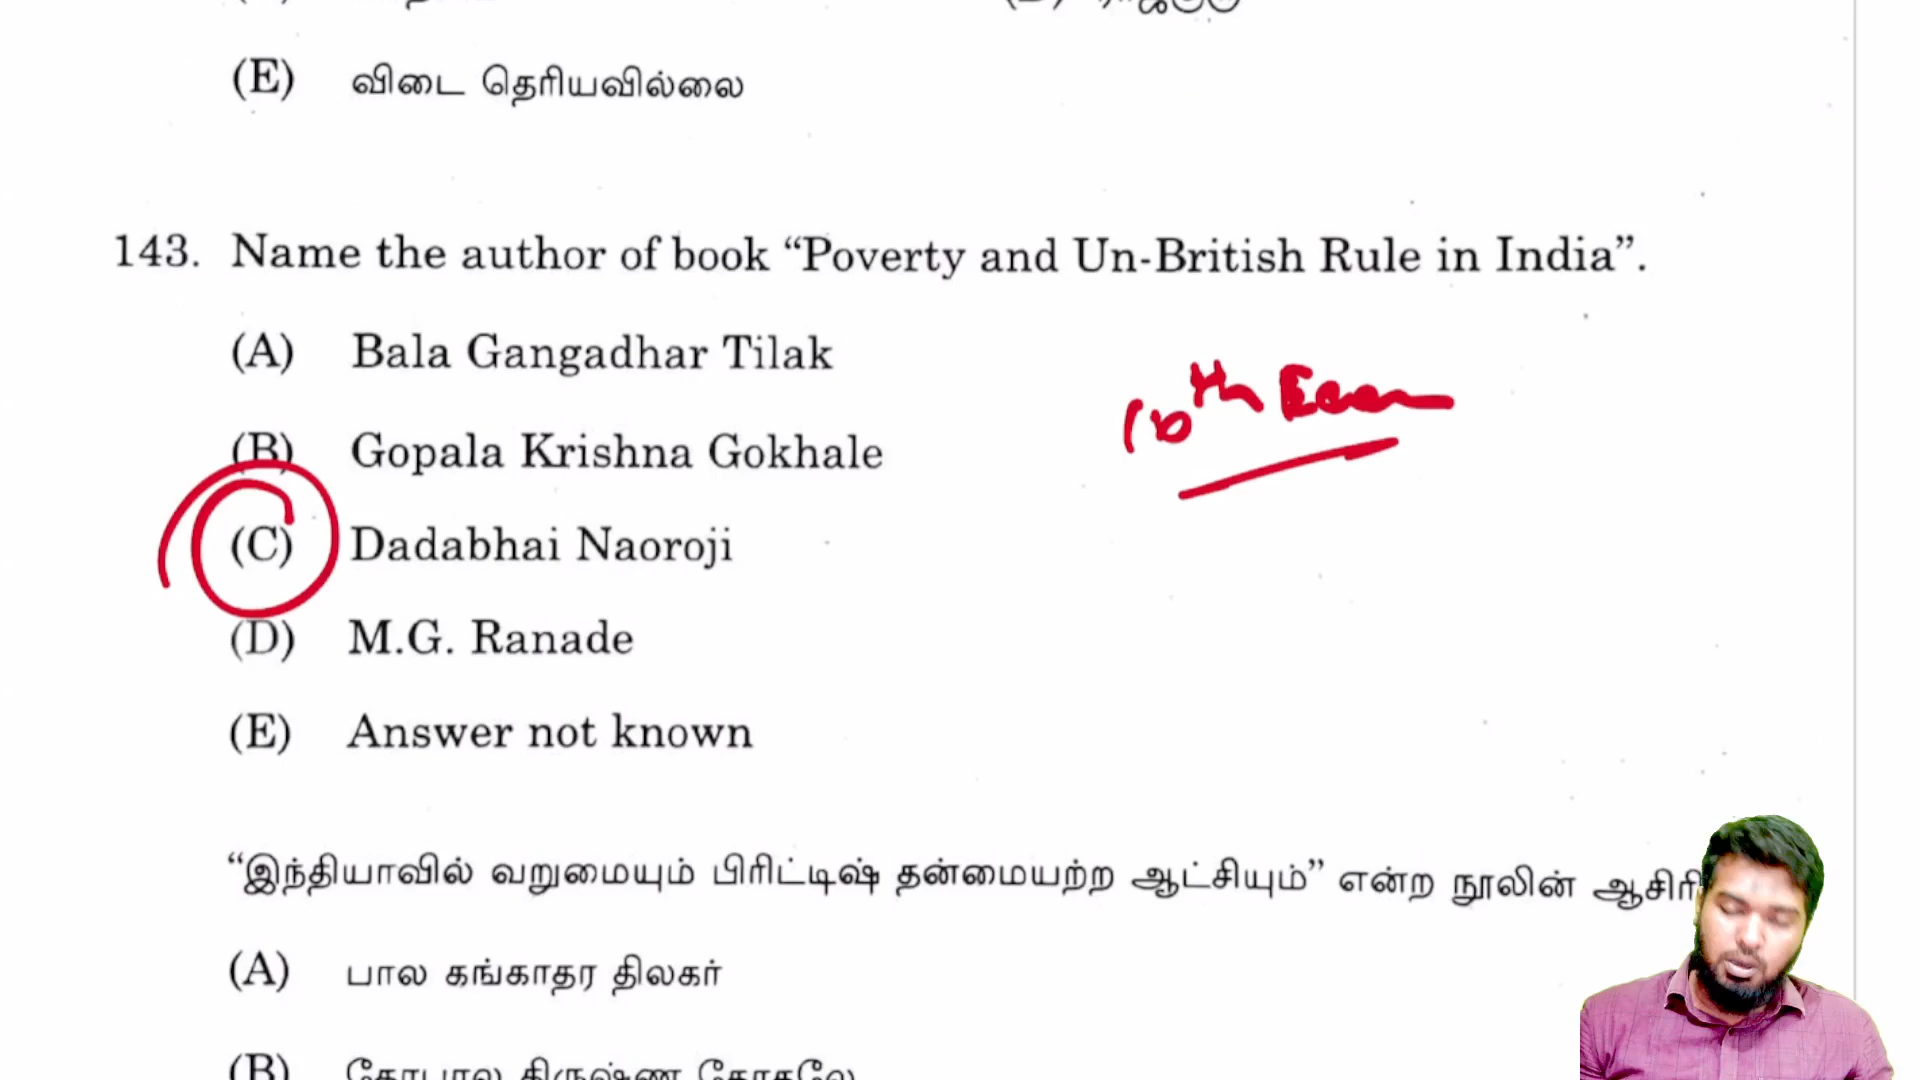 (E) விடை தெரியவில்லை
143. Name the author of book “Poverty and Un-British Rule in India”.
(A) Bala Gangadhar Tilak
10th
(B) Gopala Krishna Gokhale
(C) Dadabhai Naoroji
(D) M.G. Ranade
(E) Answer not known
“இந்தியாவில் வறுமையும் பிரிட்டிஷ் தன்மையற்ற ஆட்சியும்” என்ற நூலின்
(A) பால கங்காதர திலகர்
(B) கோபால கிருஷ்ண கோகலே